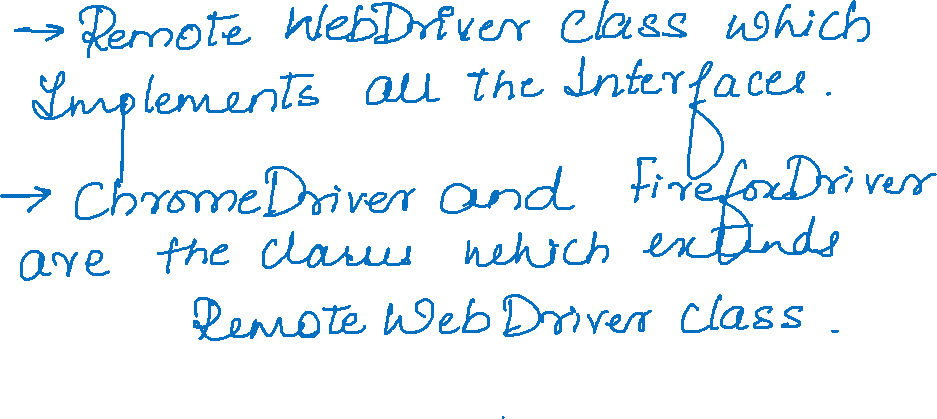 → Remote WebDriver class which
Implements all the Interfaces.
→ ChromeDriver and FirefoxDriver
are the classes which extends
RemoteWebDriver class.